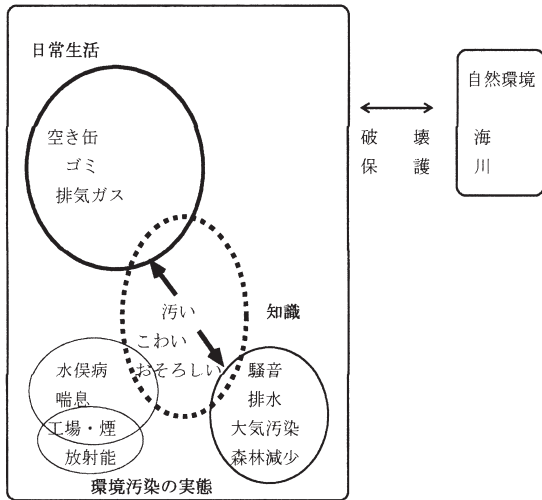 日常生活
空き缶
ゴミ
排気ガス
汚い
こわい
おそろしい
知識
水俣病
喘息
工場・煙
放射能
騒音
排水
大気汚染
森林減少
環境汚染の実態
破　壊
保　護
自然環境
海
川